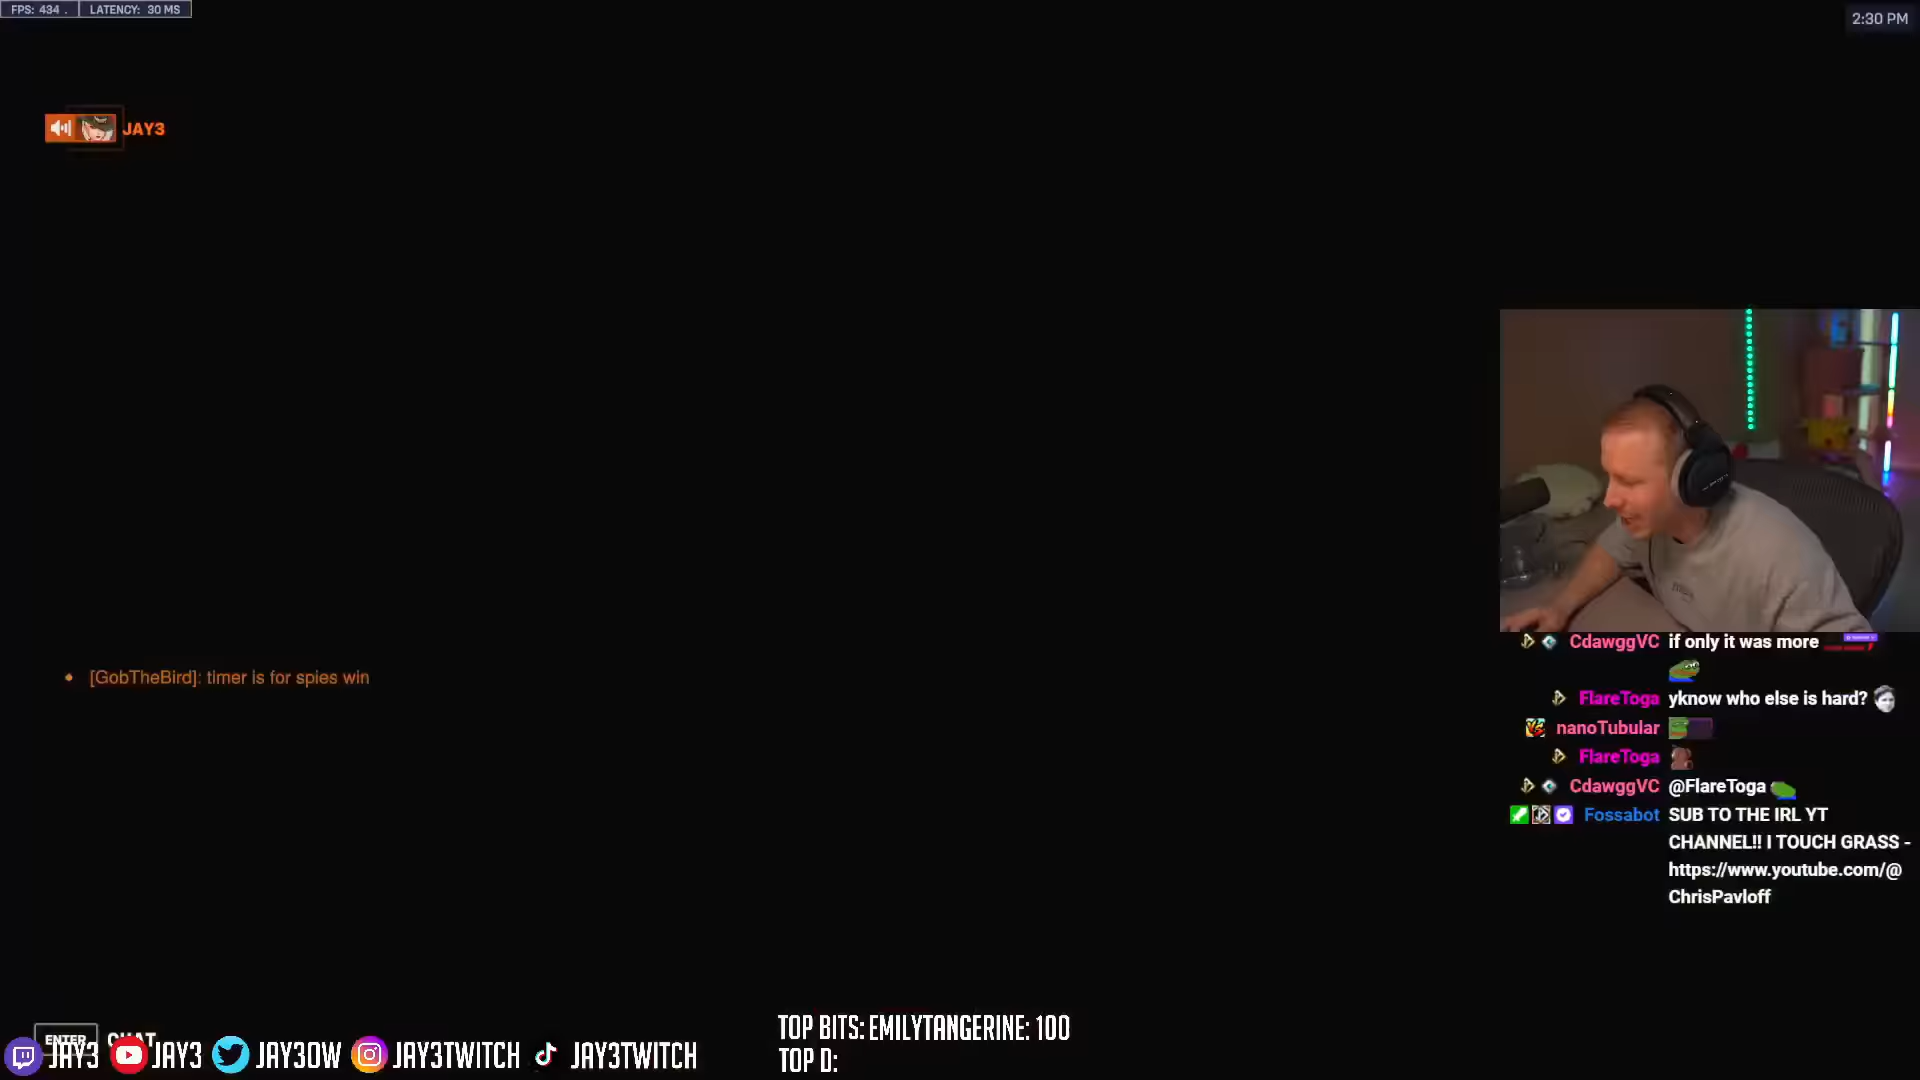 FPS: 434 . LATENCY: 30 MS
2:30 PM
JAY3
[GobTheBird]: timer is for spies win
CdawggVC if only it was more
FlareToga yknow who else is hard?
nanoTubular
FlareToga
CdawggVC @FlareToga
Fossabot SUB TO THE IRL YT
CHANNEL!! I TOUCH GRASS -
https://www.youtube.com/@
ChrisPavloff
ENTER CHAT
JAY3 JAY3 JAY3OW JAY3TWITCH JAY3TWITCH
TOP BITS: EMILYTANGERINE: 100
TOP D: